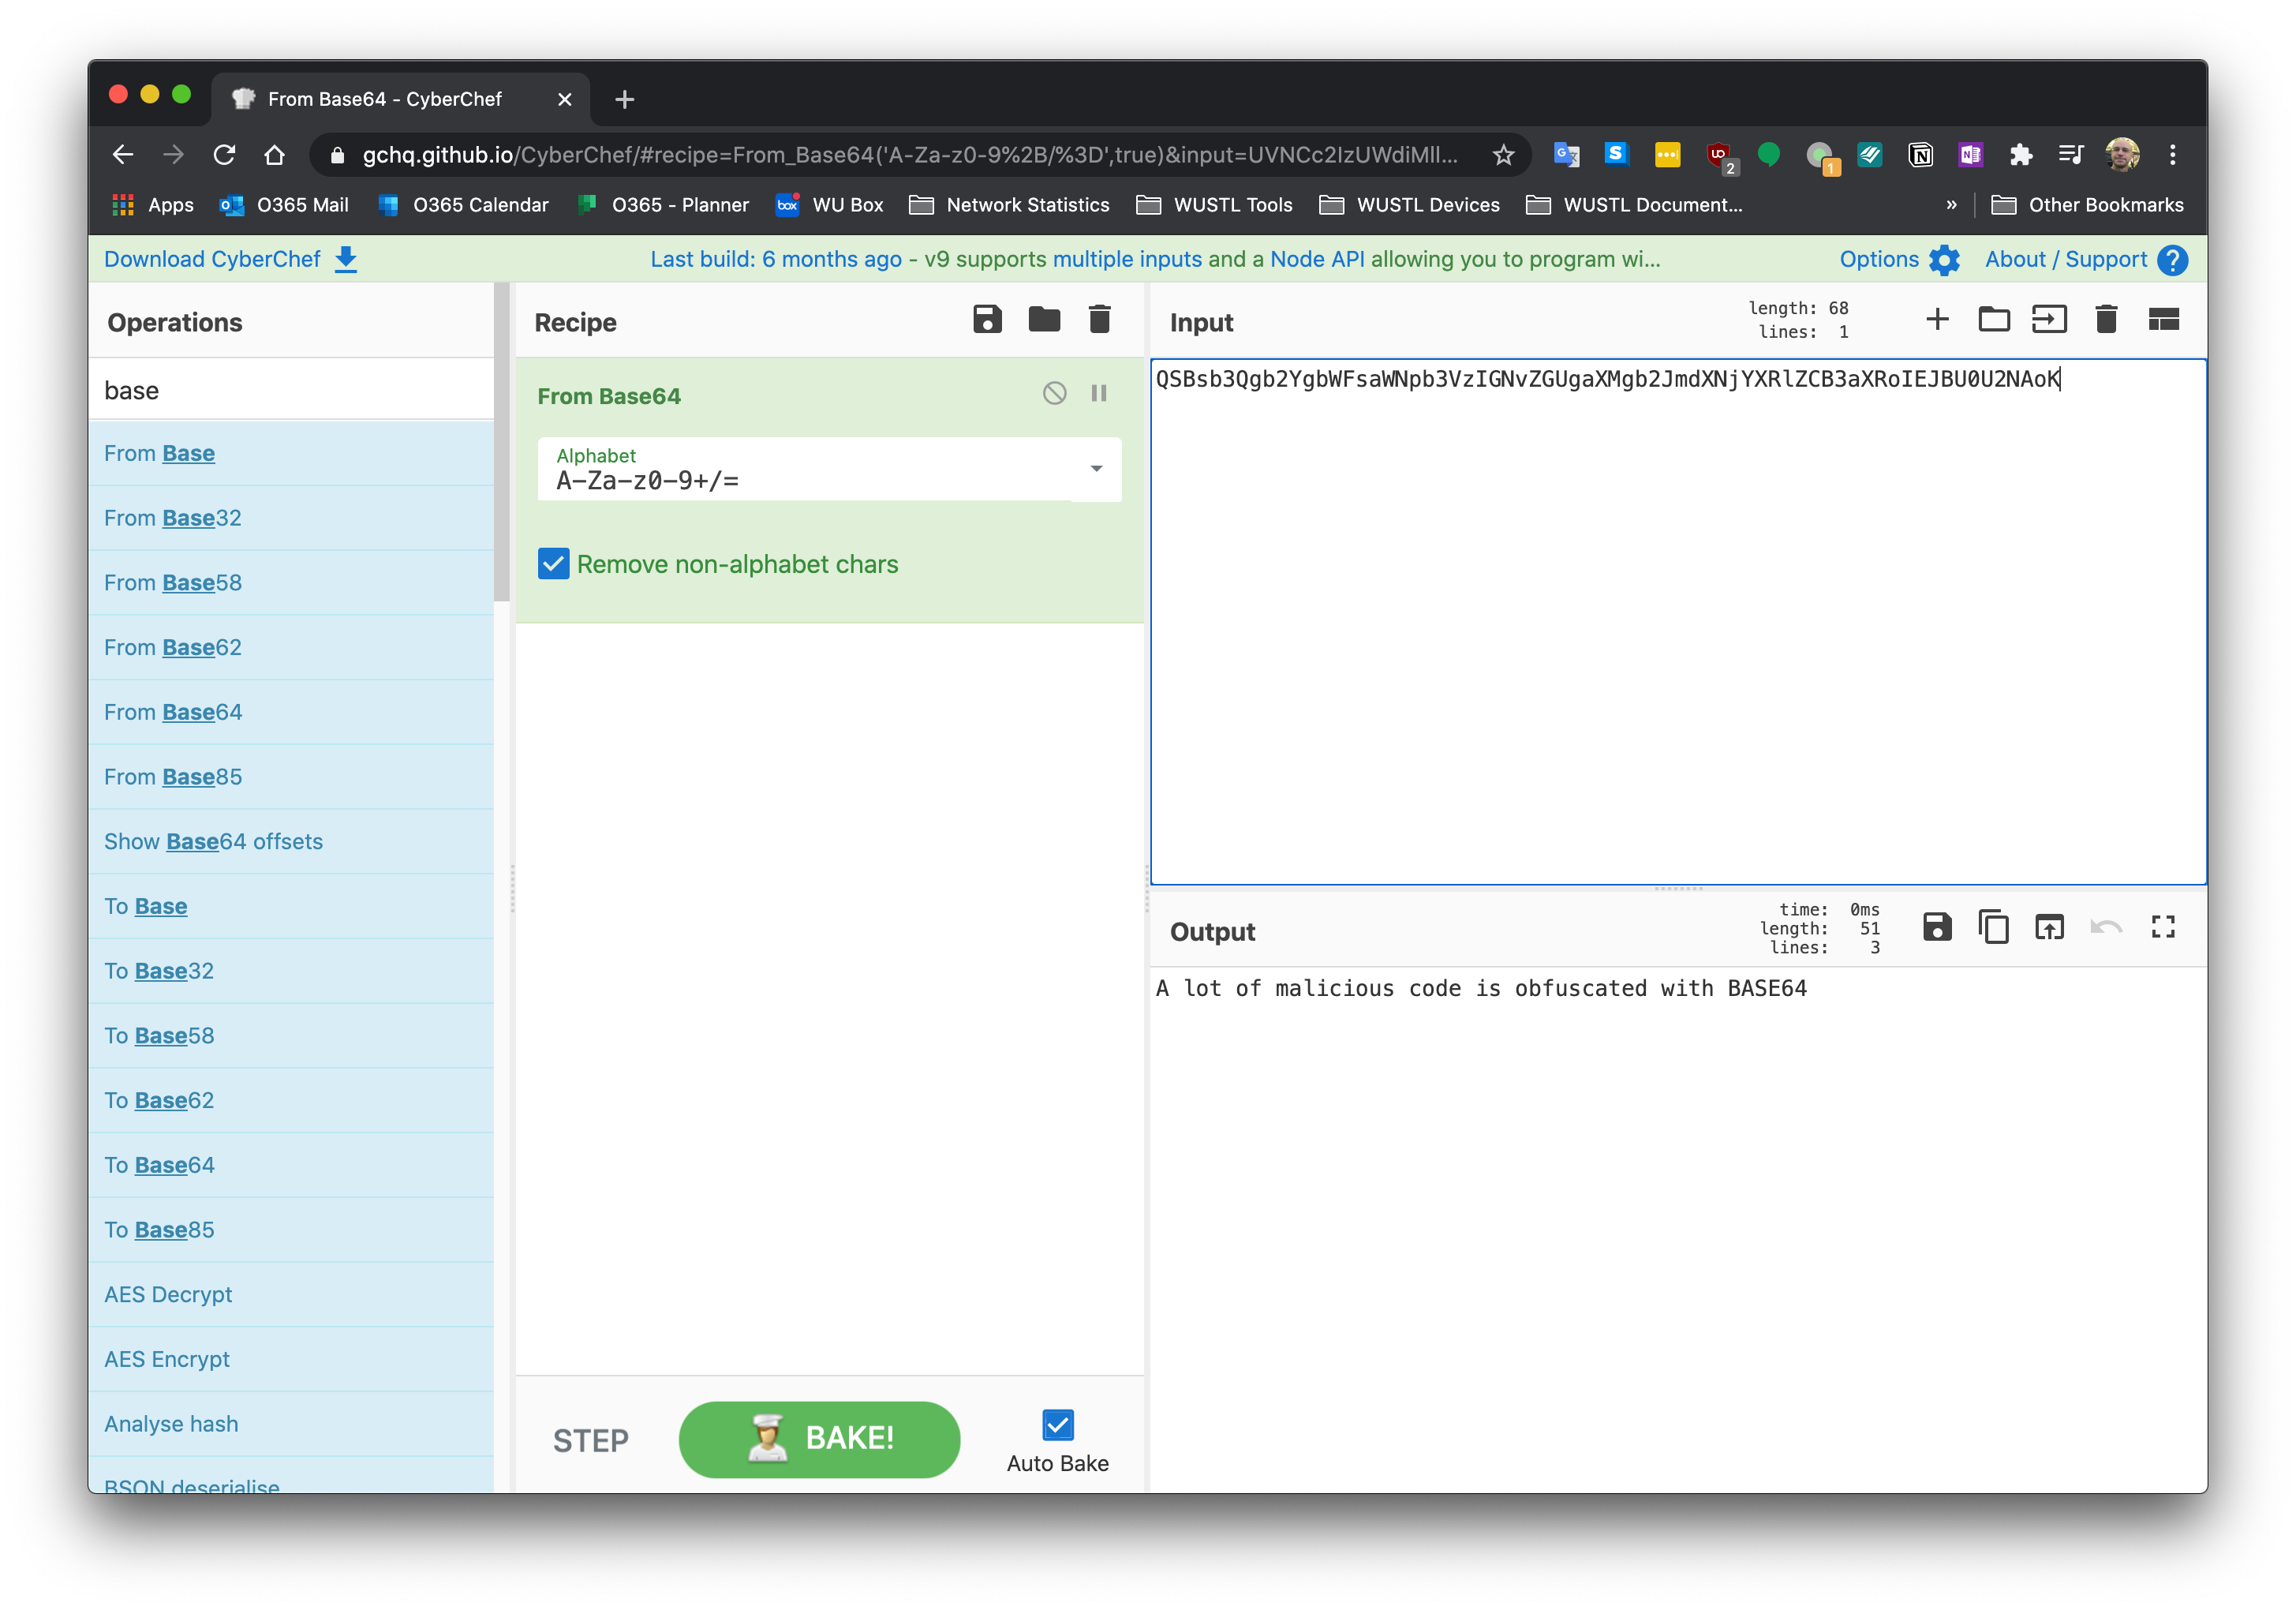 From Base64 - CyberChef
gchq.github.io/CyberChef/#recipe=From_Base64('A-Za-z0-9%2B/%3D',true)&input=UVNCc2IzUWdiMll...
2
1
Apps
O365 Mail
O365 Calendar
O365 - Planner
box
WU Box
Network Statistics
WUSTL Tools
WUSTL Devices
WUSTL Document...
»
Other Bookmarks
Download CyberChef
Last build: 6 months ago - v9 supports multiple inputs and a Node API allowing you to program wi...
Options
About / Support
Operations
base
From Base
From Base32
From Base58
From Base62
From Base64
From Base85
Show Base64 offsets
To Base
To Base32
To Base58
To Base62
To Base64
To Base85
AES Decrypt
AES Encrypt
Analyse hash
BSON deserialise
Recipe
From Base64
Alphabet
A-Za-z0-9+/=
Remove non-alphabet chars
STEP
BAKE!
Auto Bake
Input
length: 68
lines: 1
QSBsb3Qgb2YgbWFsaWNpb3VzIGNvZGUgaXMgb2JmdXNjYXRlZCB3aXRoIEJBU0U2NAoK
Output
time: 0ms
length: 51
lines: 3
A lot of malicious code is obfuscated with BASE64